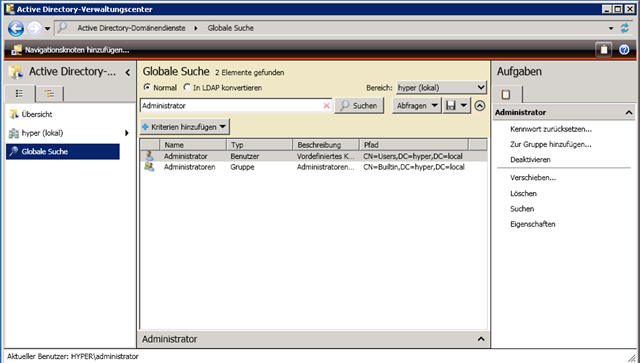 Active Directory-Verwaltungscenter
Active Directory-Domänendienste Globale Suche
Navigationsknoten hinzufügen...
Active Directory-...
Übersicht
hyper (lokal)
Globale Suche
Globale Suche 2 Elemente gefunden
Normal In LDAP konvertieren Bereich: hyper (lokal)
Administrator Suchen Abfragen
Kriterien hinzufügen
Name Typ Beschreibung Pfad
Administrator Benutzer Vordefiniertes K... CN=Users,DC=hyper,DC=local
Administratoren Gruppe Administratoren... CN=Builtin,DC=hyper,DC=local
Administrator
Aufgaben
Administrator
Kennwort zurücksetzen...
Zur Gruppe hinzufügen...
Deaktivieren
Verschieben...
Löschen
Suchen
Eigenschaften
Aktueller Benutzer: HYPER\administrator